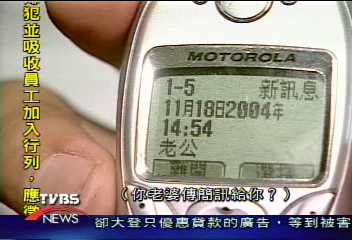 犯並吸收員工加入行列，應徵
MOTOROLA
1-5 新訊息
11月18日2004年
14:54
老公
離開
（你老婆傳簡訊給你？）
TVBS
NEWS
卻大登只優惠貸款的廣告，等到被害